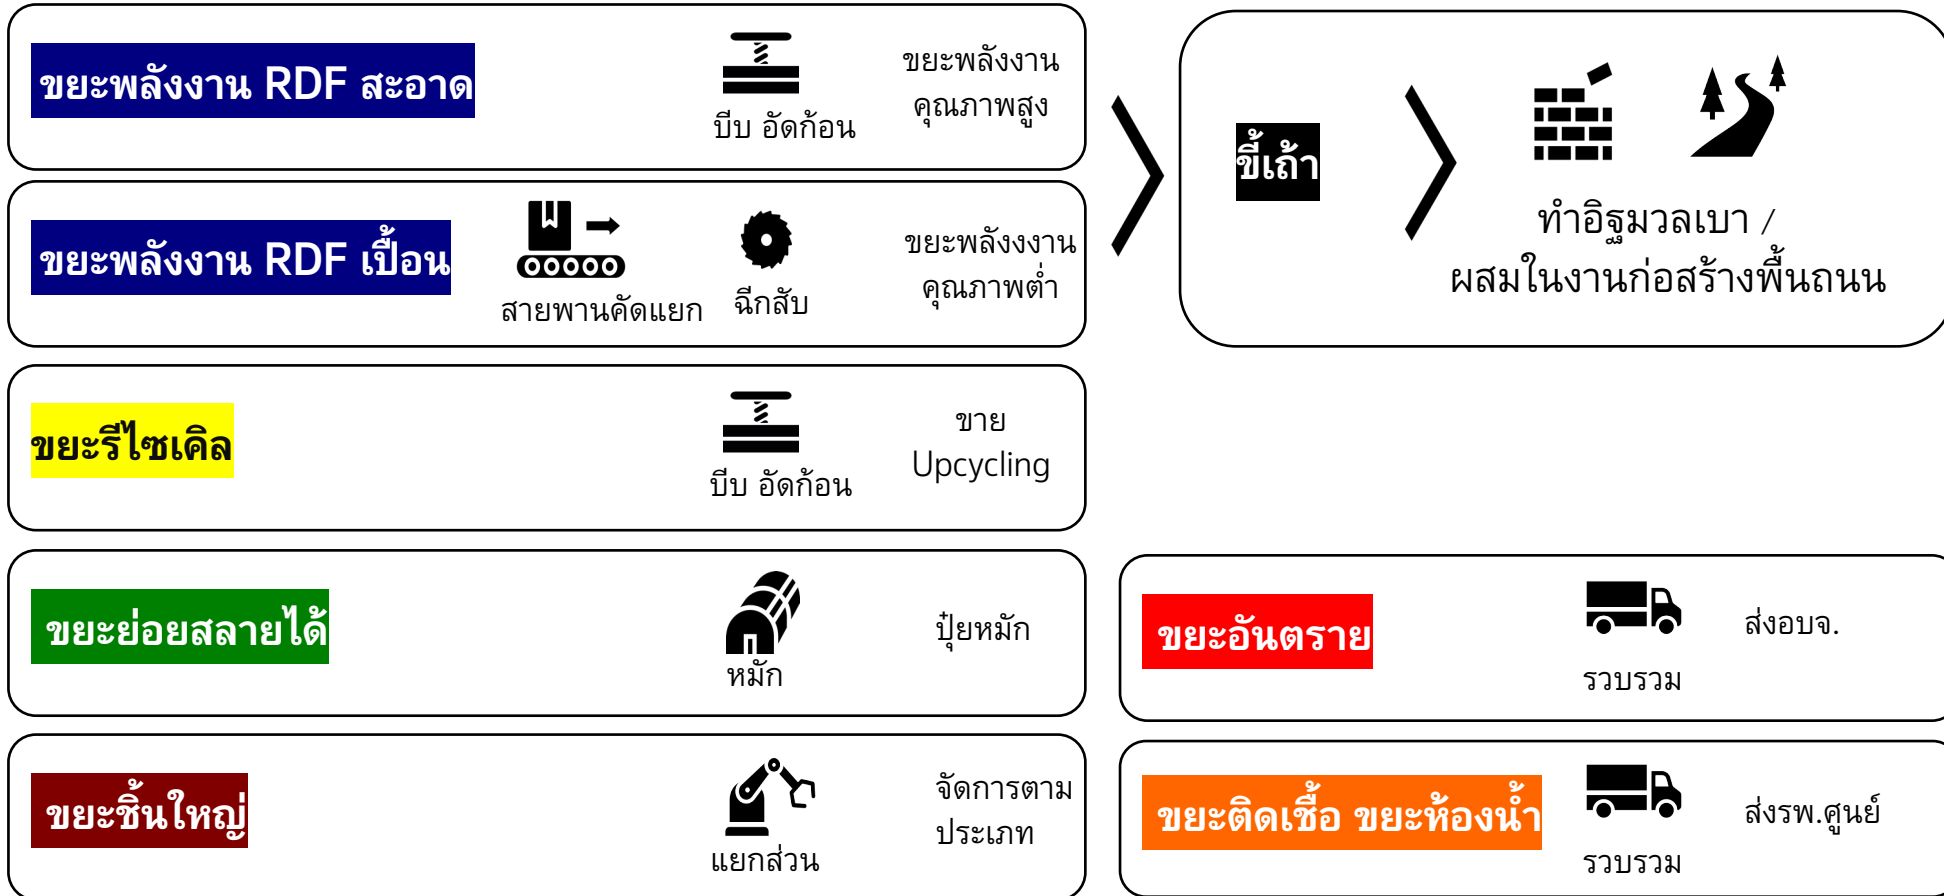 ขยะพลังงาน RDF สะอาด
บีบ อัดก้อน
ขยะพลังงาน
คุณภาพสูง
ขยะพลังงาน RDF เปื้อน
สายพานคัดแยก
ฉีกสับ
ขยะพลังงงาน
คุณภาพต่ำ
ขี้เถ้า
ทำอิฐมวลเบา /
ผสมในงานก่อสร้างพื้นถนน
ขยะรีไซเคิล
บีบ อัดก้อน
ขาย
Upcycling
ขยะย่อยสลายได้
หมัก
ปุ๋ยหมัก
ขยะอันตราย
รวบรวม
ส่งอบจ.
ขยะชิ้นใหญ่
แยกส่วน
จัดการตาม
ประเภท
ขยะติดเชื้อ ขยะห้องน้ำ
รวบรวม
ส่งรพ.ศูนย์